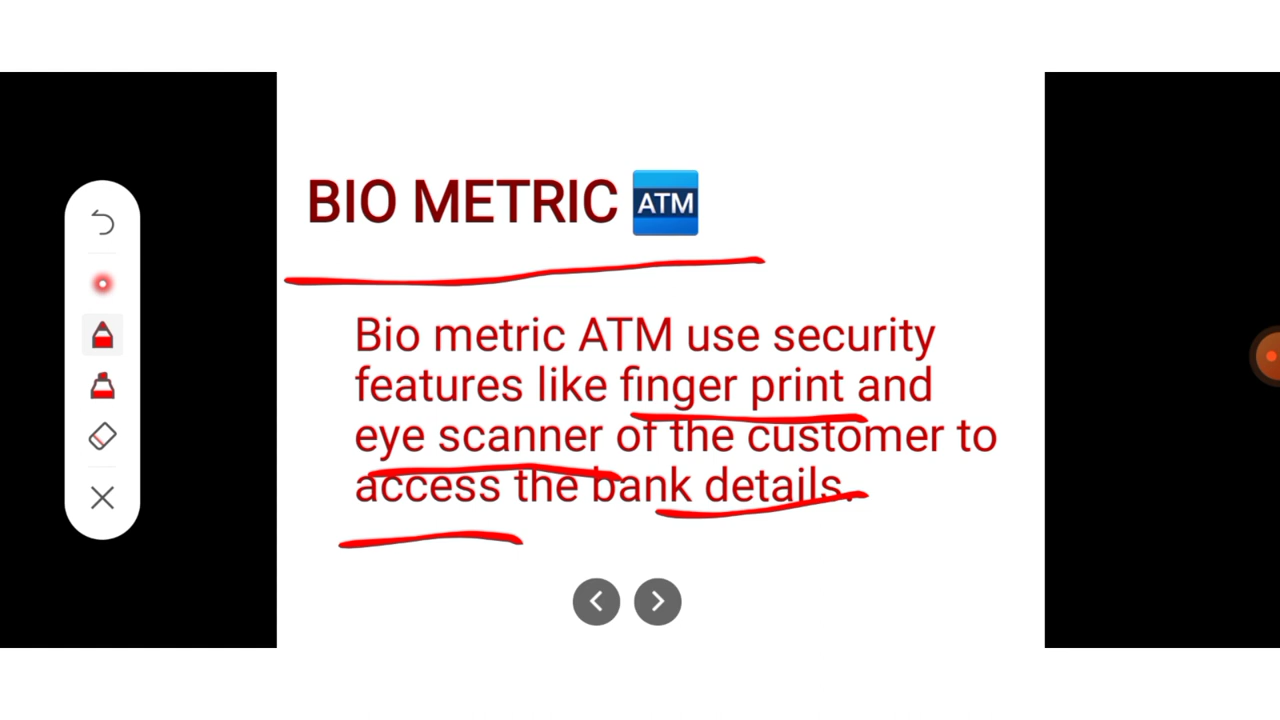 BIO METRIC ATM
Bio metric ATM use security
features like finger print and
eye scanner of the customer to
access the bank details.